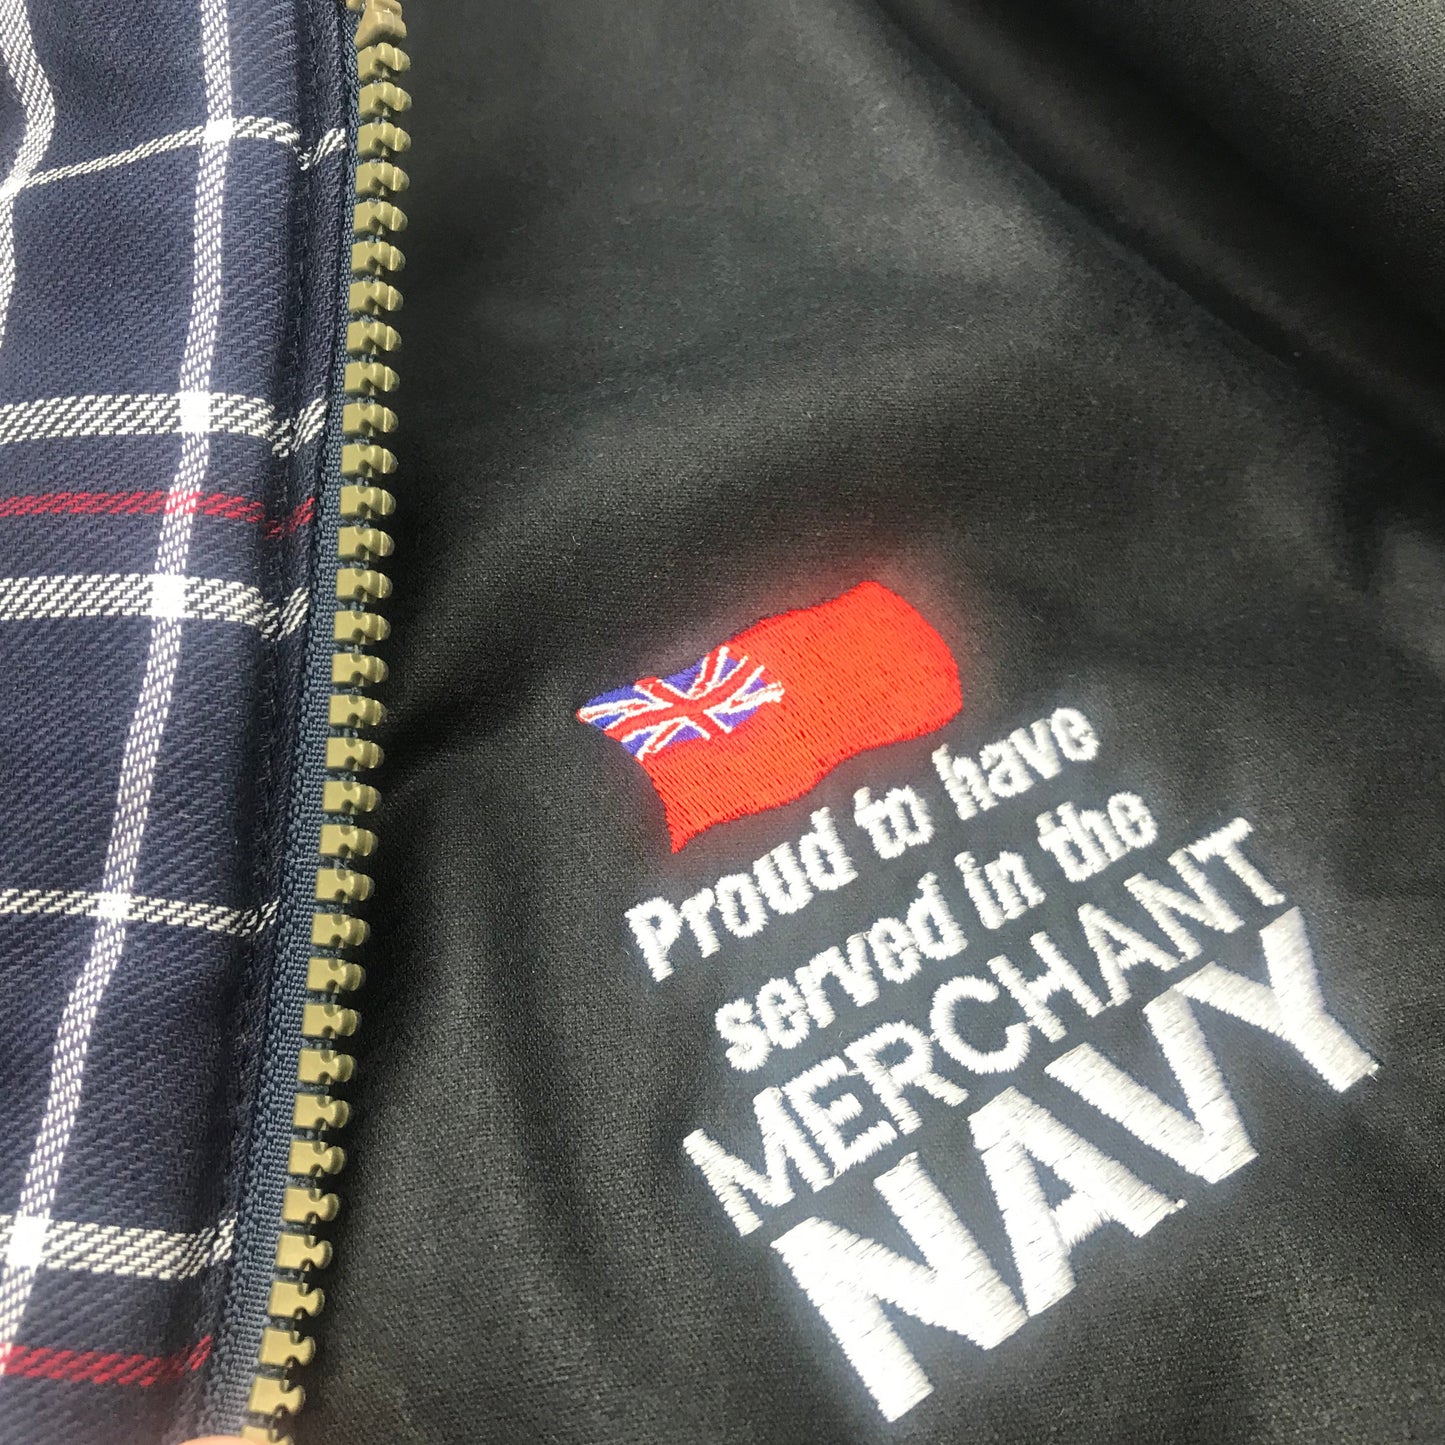 Proud to have
served in the
MERCHANT
NAVY